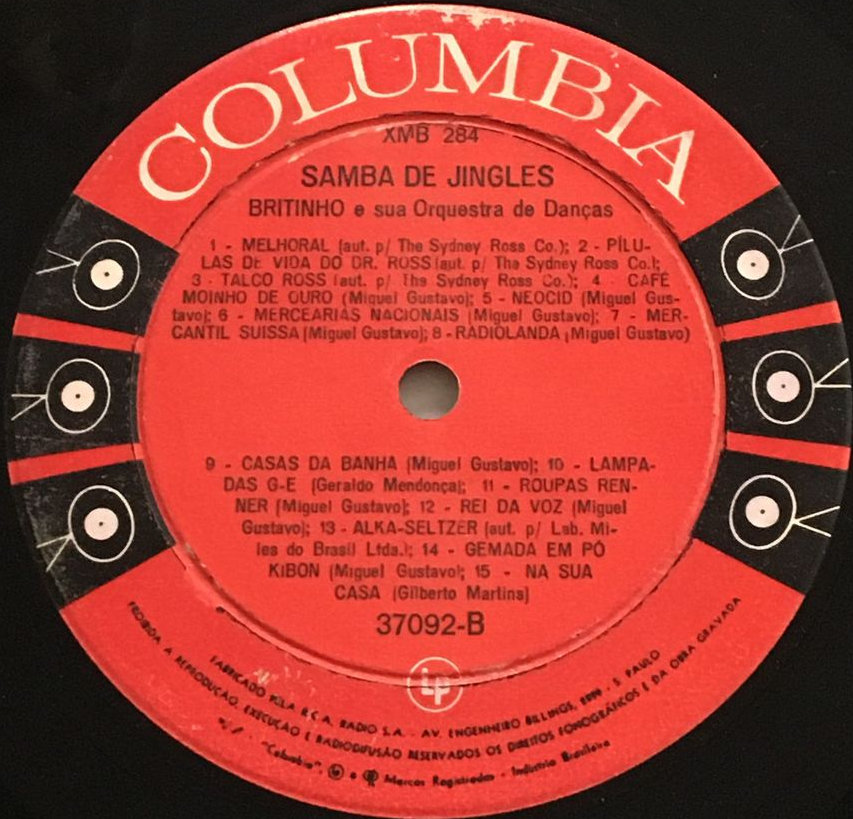 COLUMBIA
XMB 284
SAMBA DE JINGLES
BRITINHO e sua Orquestra de Danças
1 - MELHORAL (aut. p/ The Sydney Ross Co.); 2 - PÍLU-
LAS DE VIDA DO DR. ROSS (aut. p/ The Sydney Ross Co.);
3 - TALCO ROSS (aut. p/ The Sydney Ross Co.); 4 - CAFÉ
MOINHO DE OURO (Miguel Gustavo); 5 - NEOCID (Miguel Gus-
tavo); 6 - MERCEARIAS NACIONAIS (Miguel Gustavo); 7 - MER-
CANTIL SUISSA (Miguel Gustavo); 8 - RADIOLANDA (Miguel Gustavo)
9 - CASAS DA BANHA (Miguel Gustavo); 10 - LAMPA-
DAS G-E (Geraldo Mendonça); 11 - ROUPAS REN-
NER (Miguel Gustavo); 12 - REI DA VOZ (Miguel
Gustavo); 13 - ALKA-SELTZER (aut. p/ Lab. Mi-
les do Brasil Ltda.); 14 - GEMADA EM PÓ
KIBON (Miguel Gustavo); 15 - NA SUA
CASA (Gilberto Martins)
37092-B
Lp
FABRICADO PELA R.C.A. RADIO S.A. - AV. ENGENHEIRO BILLINGS, - S. PAULO
PROIBIDA A REPRODUÇÃO, EXECUÇÃO E RADIODIFUSÃO RESERVADOS OS DIREITOS FONOGRÁFICOS E DA OBRA GRAVADA
"Columbia", e Marcas Registradas - Indústria Brasileira